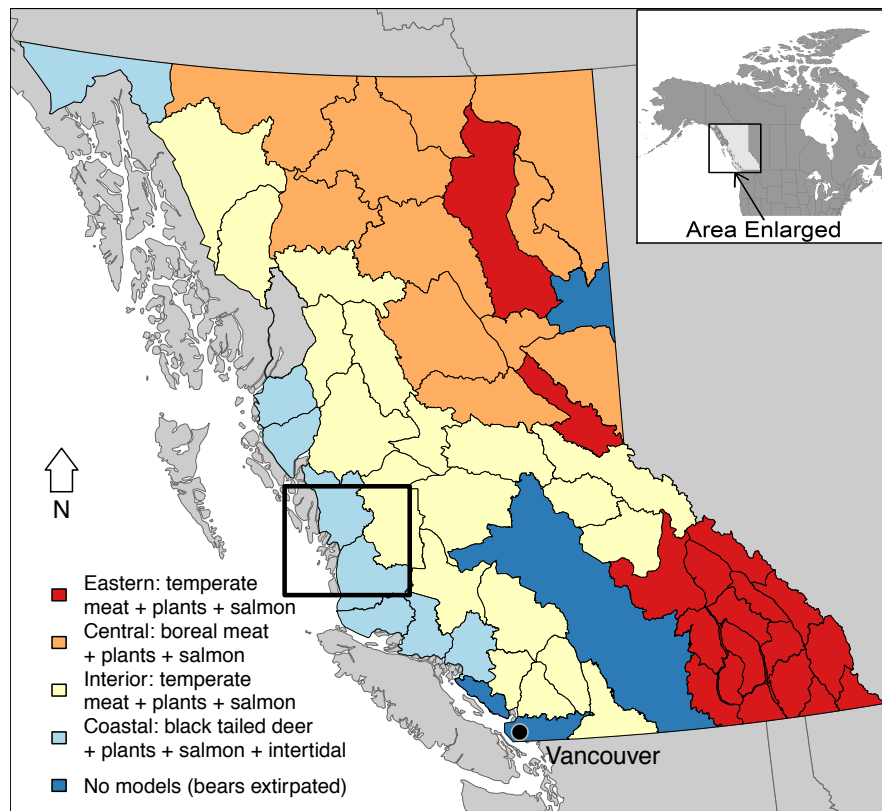 Area Enlarged
N
Eastern: temperate
meat + plants + salmon
Central: boreal meat
+ plants + salmon
Interior: temperate
meat + plants + salmon
Coastal: black tailed deer
+ plants + salmon + intertidal
No models (bears extirpated)
Vancouver